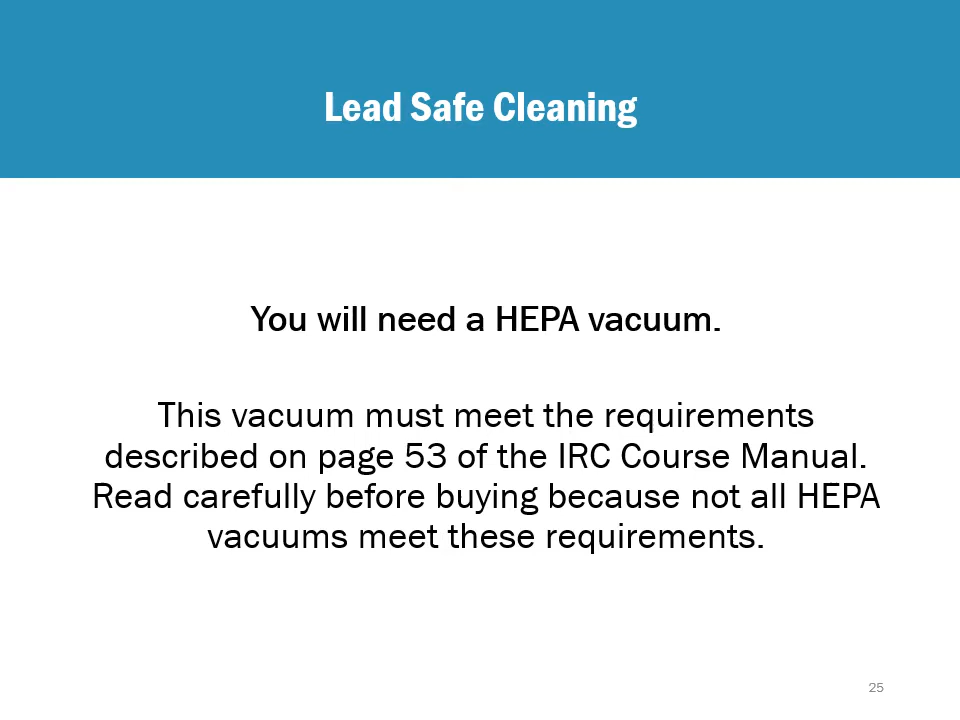 Lead Safe Cleaning
You will need a HEPA vacuum.
This vacuum must meet the requirements
described on page 53 of the IRC Course Manual.
Read carefully before buying because not all HEPA
vacuums meet these requirements.
25